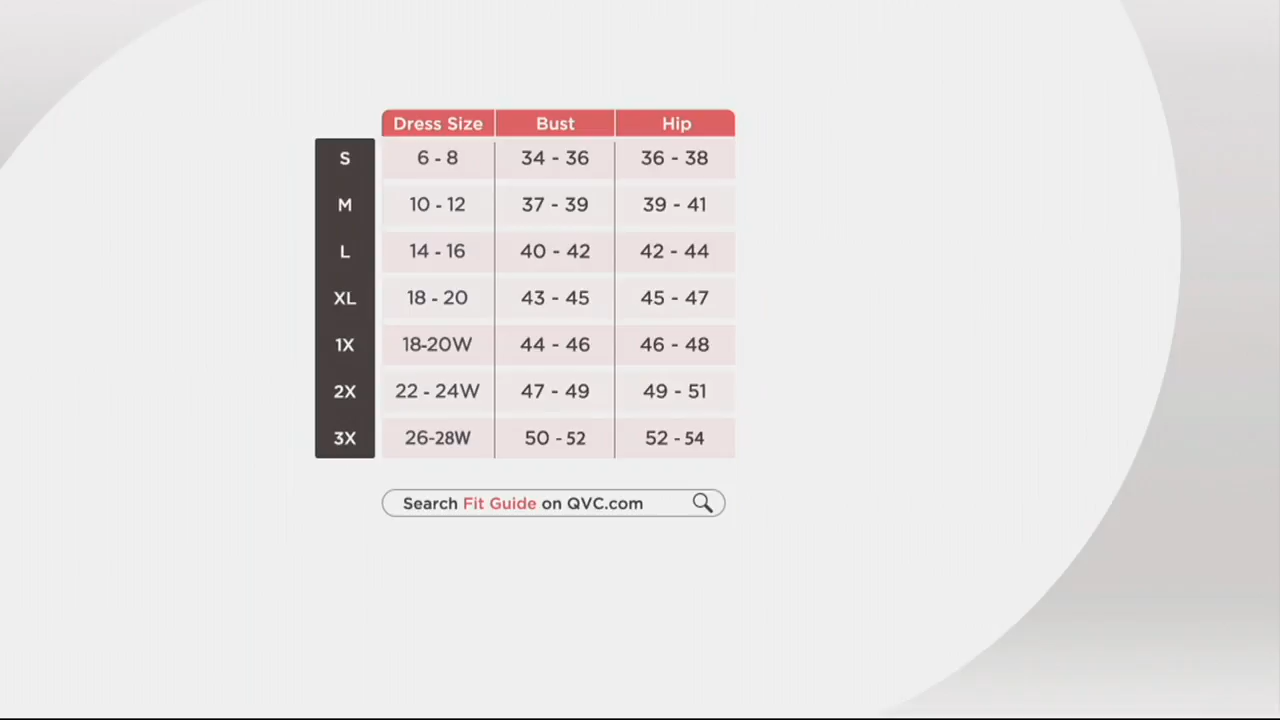 Dress Size Bust Hip
S 6 - 8 34 - 36 36 - 38
M 10 - 12 37 - 39 39 - 41
L 14 - 16 40 - 42 42 - 44
XL 18 - 20 43 - 45 45 - 47
1X 18-20W 44 - 46 46 - 48
2X 22 - 24W 47 - 49 49 - 51
3X 26-28W 50 - 52 52 - 54
Search Fit Guide on QVC.com